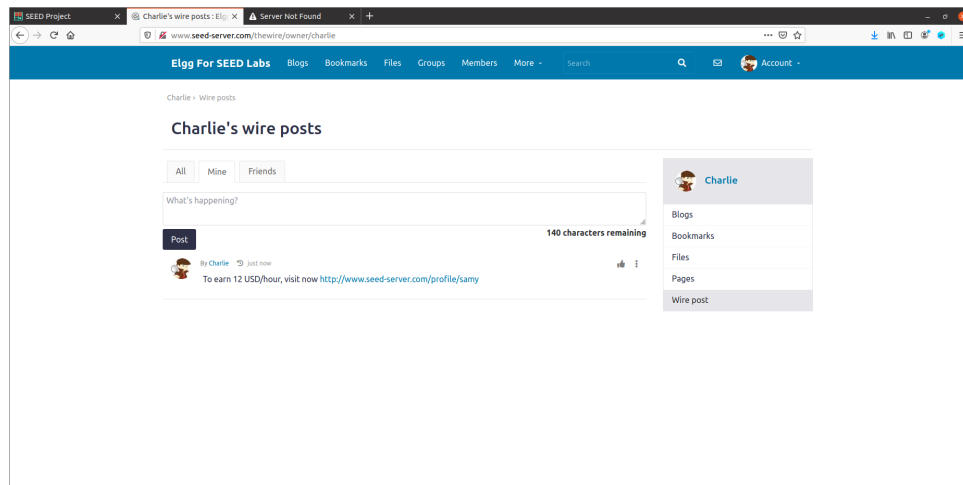 SEED Project
Charlie's wire posts : Elg
Server Not Found
www.seed-server.com/thewire/owner/charlie
Elgg For SEED Labs Blogs Bookmarks Files Groups Members More Search Account
Charlie › Wire posts
Charlie's wire posts
All Mine Friends
What's happening?
140 characters remaining
Post
By Charlie just now
To earn 12 USD/hour, visit now http://www.seed-server.com/profile/samy
Charlie
Blogs
Bookmarks
Files
Pages
Wire post